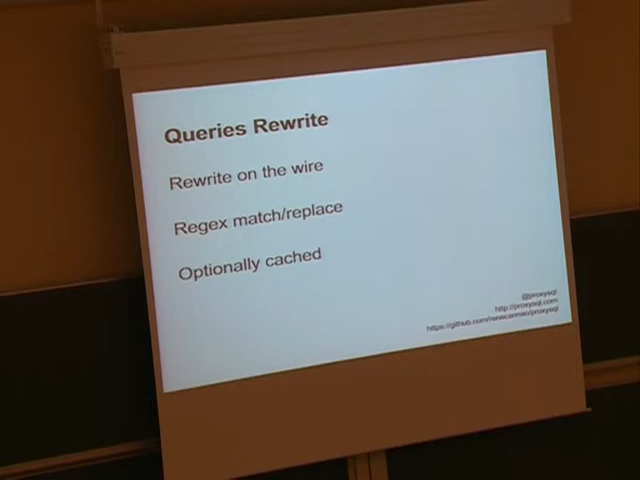 Queries Rewrite
Rewrite on the wire
Regex match/replace
Optionally cached
@proxysql
http://proxysql.com
https://github.com/renecannao/proxysql